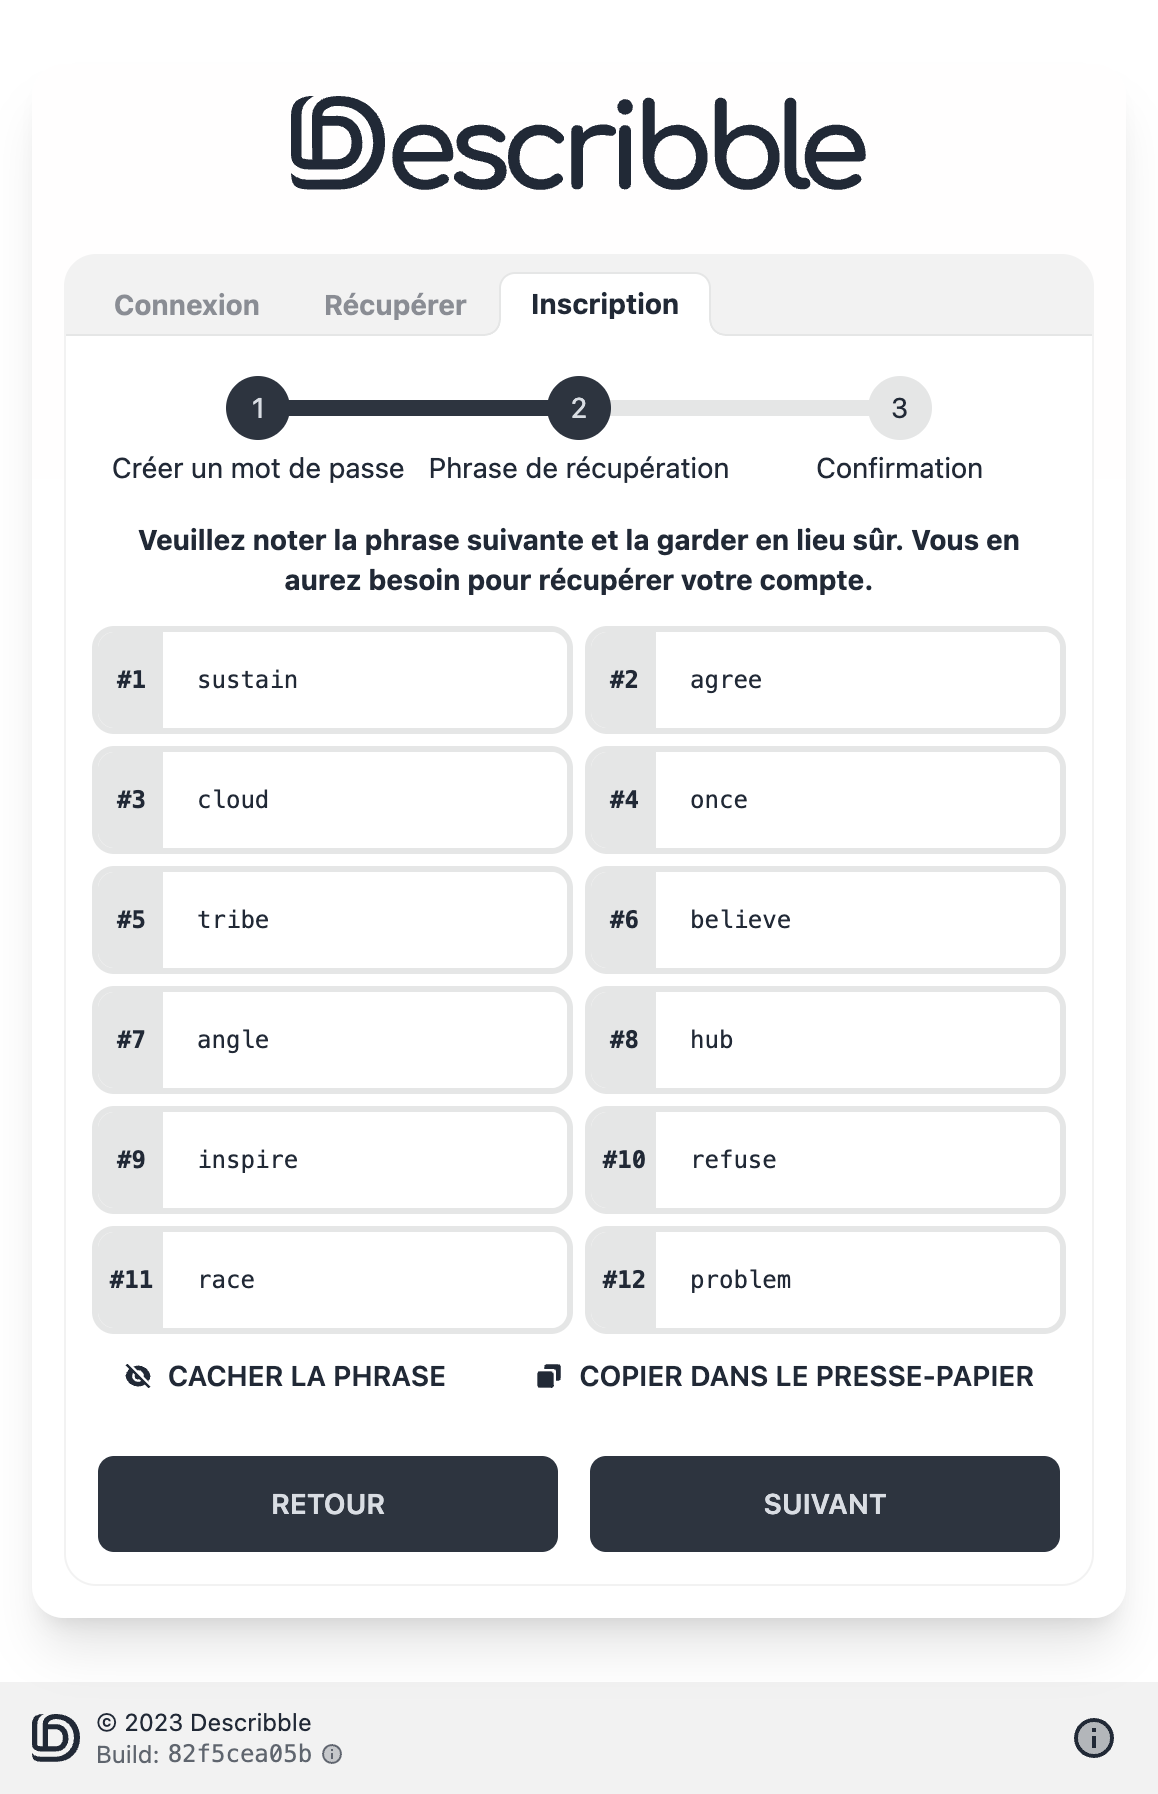 Describble
Connexion Récupérer Inscription
1 2 3
Créer un mot de passe Phrase de récupération Confirmation
Veuillez noter la phrase suivante et la garder en lieu sûr. Vous en
aurez besoin pour récupérer votre compte.
#1 sustain #2 agree
#3 cloud #4 once
#5 tribe #6 believe
#7 angle #8 hub
#9 inspire #10 refuse
#11 race #12 problem
CACHER LA PHRASE COPIER DANS LE PRESSE-PAPIER
RETOUR SUIVANT
© 2023 Describble
Build: 82f5cea05b